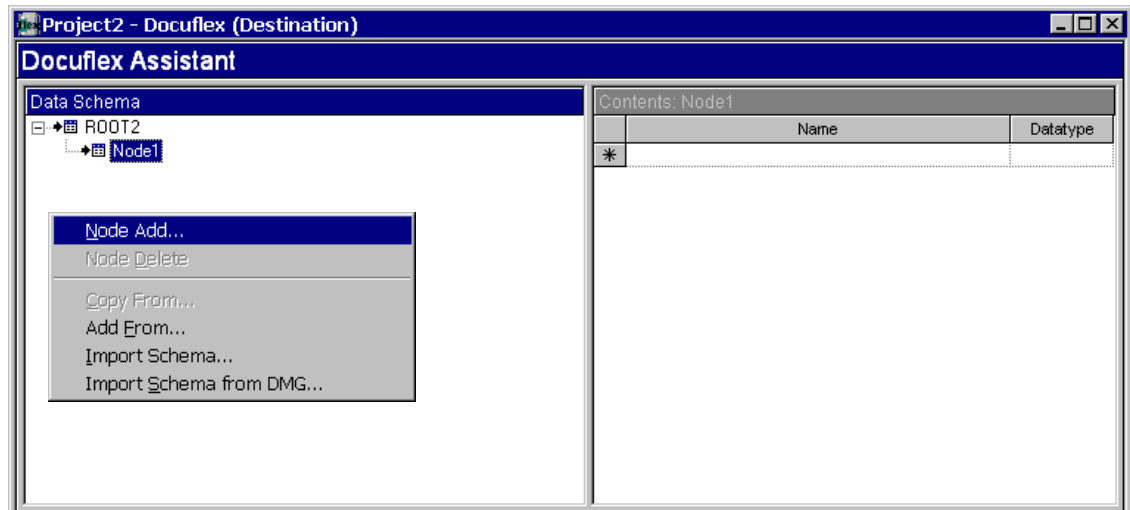 Project2 - Docuflex (Destination)
Docuflex Assistant
Data Schema
ROOT2
Node1
Node Add...
Node Delete
Copy From...
Add From...
Import Schema...
Import Schema from DMG...
Contents: Node1
Name Datatype